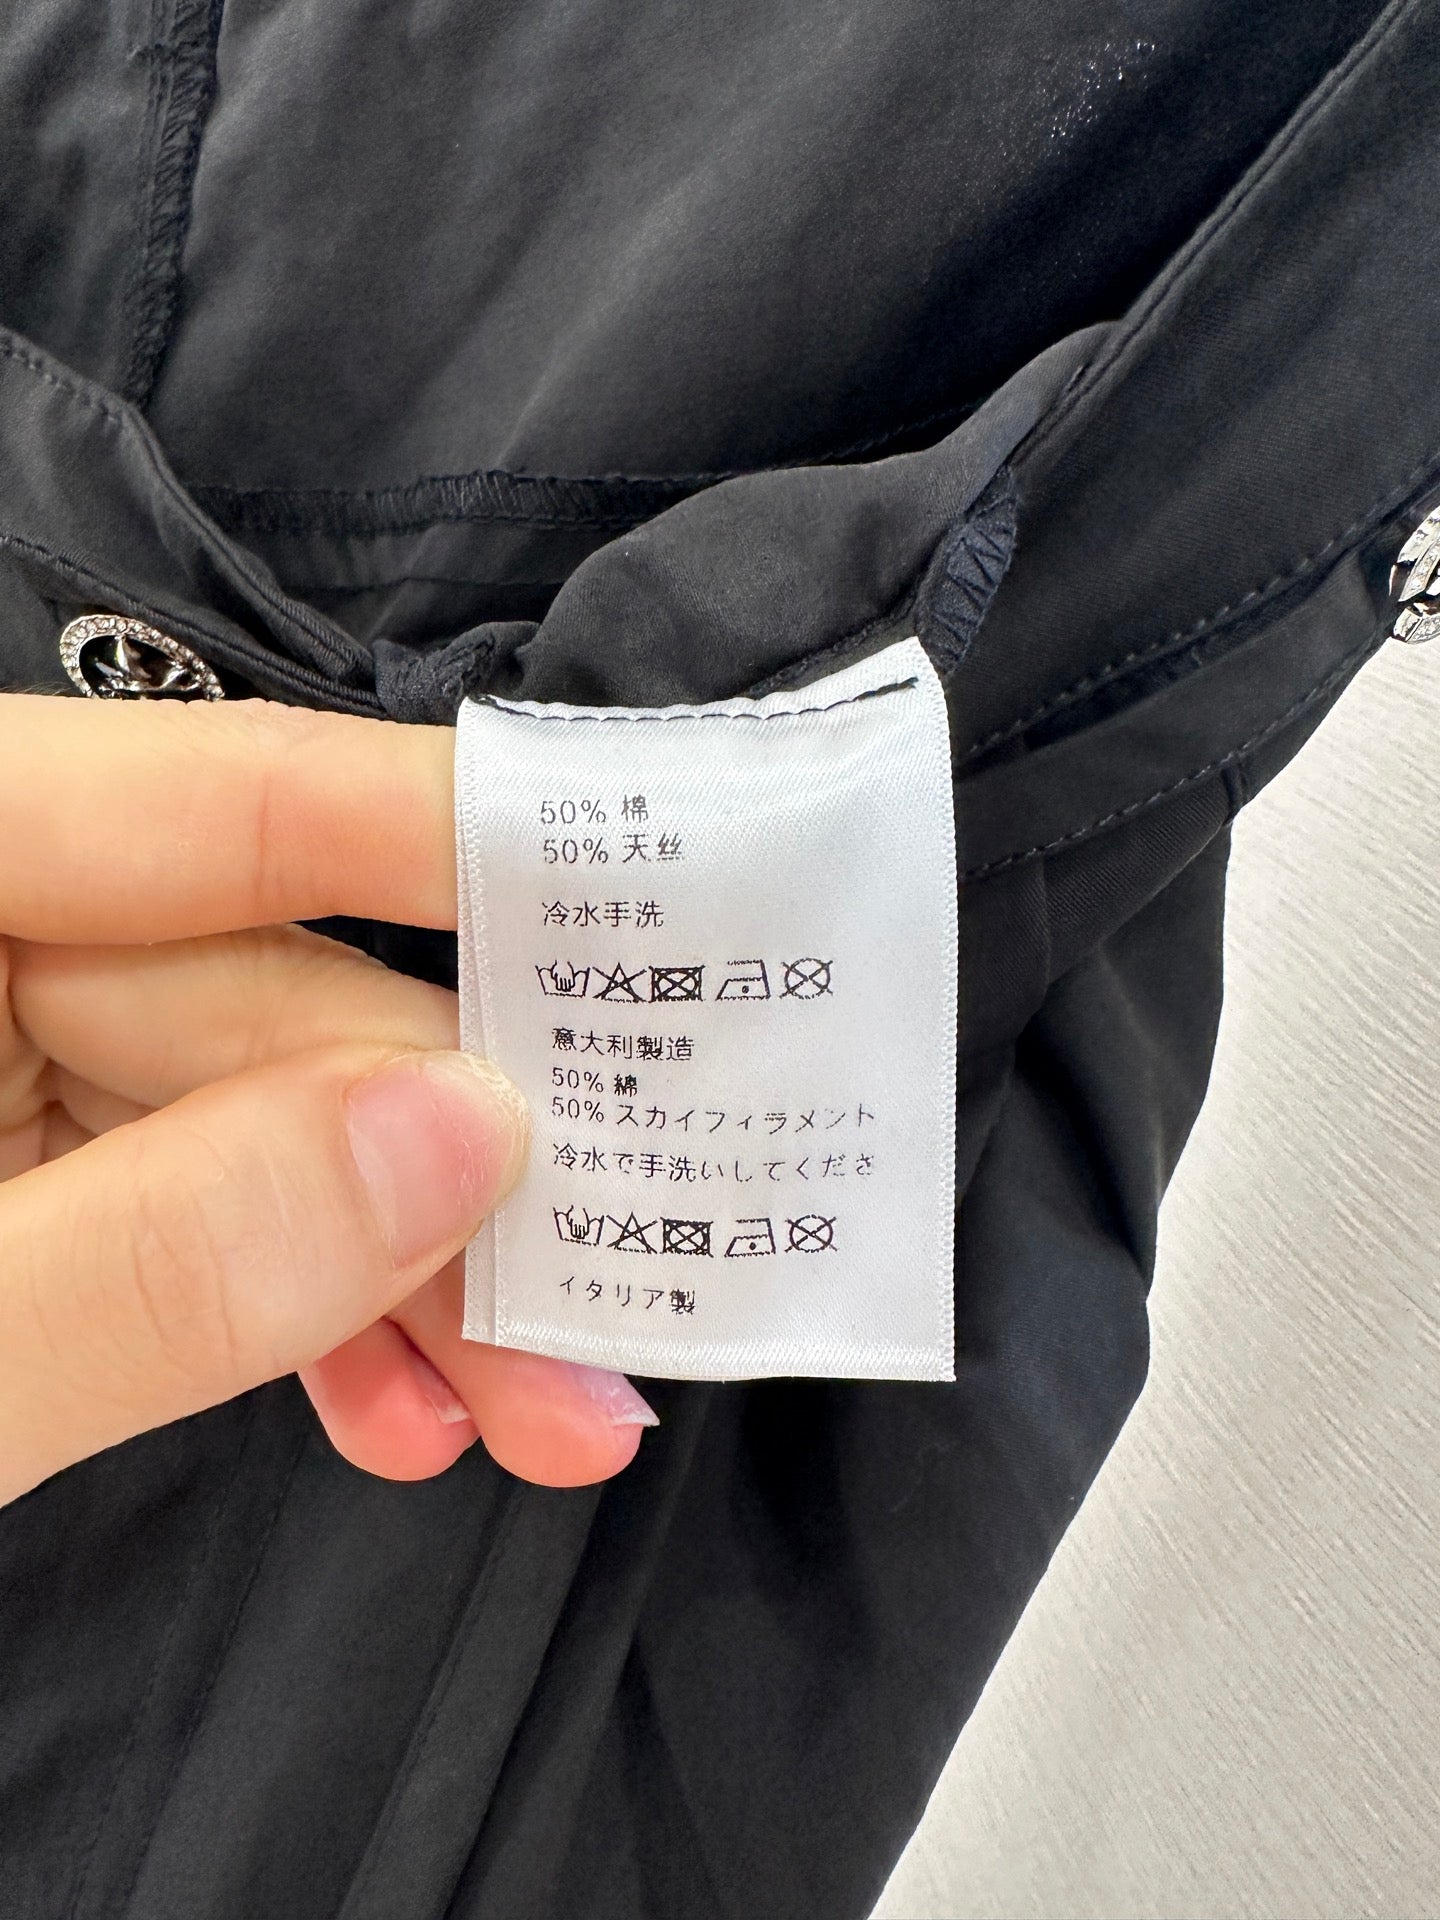 50% 棉
50% 天丝
冷水手洗
意大利製造
50% 綿
50% スカイフィラメント
冷水で手洗いしてくださ
イタリア製